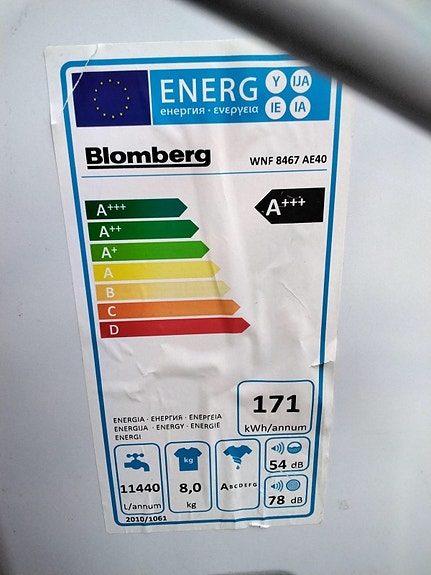 ENERG Y IJA
енергия · ενεργεια IE IA
Blomberg WNF 8467 AE40
A+++ A+++
A++
A+
A
B
C
D
171
kWh/annum
ENERGIA · ЕНЕРГИЯ · ΕΝΕΡΓΕΙΑ
ENERGIJA · ENERGY · ENERGIE
ENERGI
kg
ABCDEFG
54 dB
11440
L/annum
8,0
kg
78 dB
2010/1061